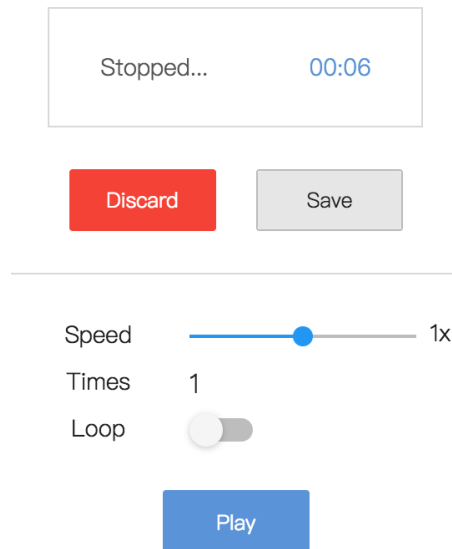 Stopped... 00:06
Discard Save
Speed 1x
Times 1
Loop
Play